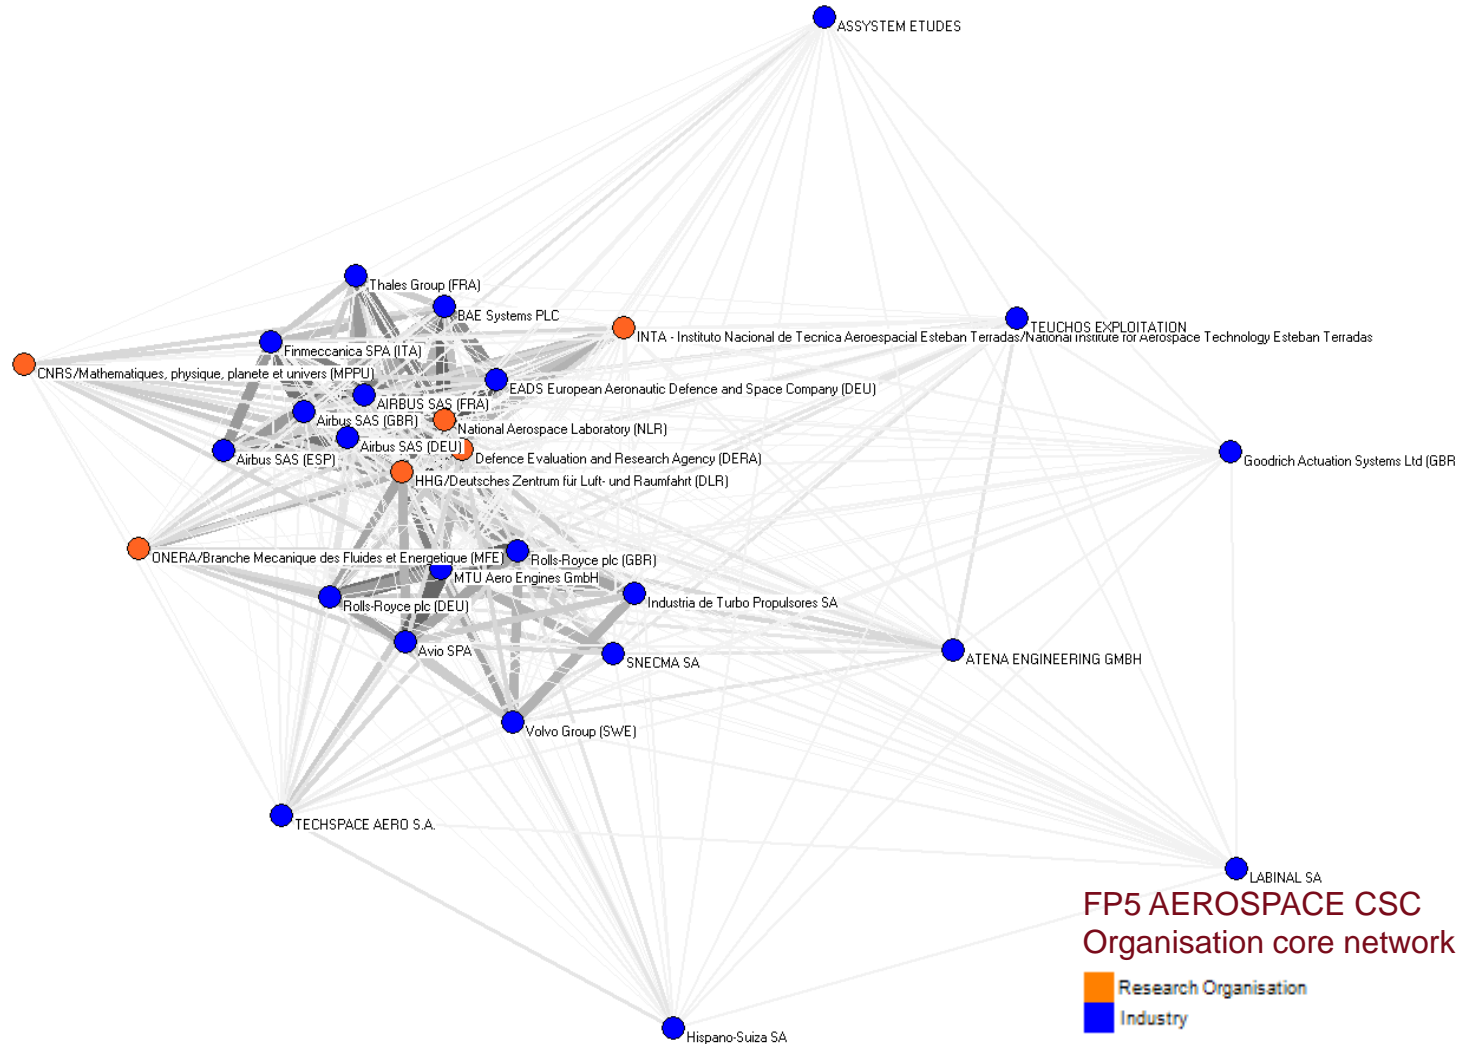 ASSYSTEM ETUDES
Thales Group (FRA)
BAE Systems PLC
TEUCHOS EXPLOITATION
INTA - Instituto Nacional de Tecnica Aeroespacial Esteban Terradas/National Institute for Aerospace Technology Esteban Terradas
Finmeccanica SPA (ITA)
CNRS/Mathematiques, physique, planete et univers (MPPU)
EADS European Aeronautic Defence and Space Company (DEU)
AIRBUS SAS (FRA)
Airbus SAS (GBR)
National Aerospace Laboratory (NLR)
Airbus SAS (DEU)
Airbus SAS (ESP)
Defence Evaluation and Research Agency (DERA)
Goodrich Actuation Systems Ltd (GBR
HHG/Deutsches Zentrum für Luft- und Raumfahrt (DLR)
ONERA/Branche Mecanique des Fluides et Energetique (MFE)
Rolls-Royce plc (GBR)
MTU Aero Engines GmbH
Industria de Turbo Propulsores SA
Rolls-Royce plc (DEU)
Avio SPA
SNECMA SA
ATENA ENGINEERING GMBH
Volvo Group (SWE)
TECHSPACE AERO S.A.
LABINAL SA
FP5 AEROSPACE CSC
Organisation core network
Research Organisation
Industry
Hispano-Suiza SA